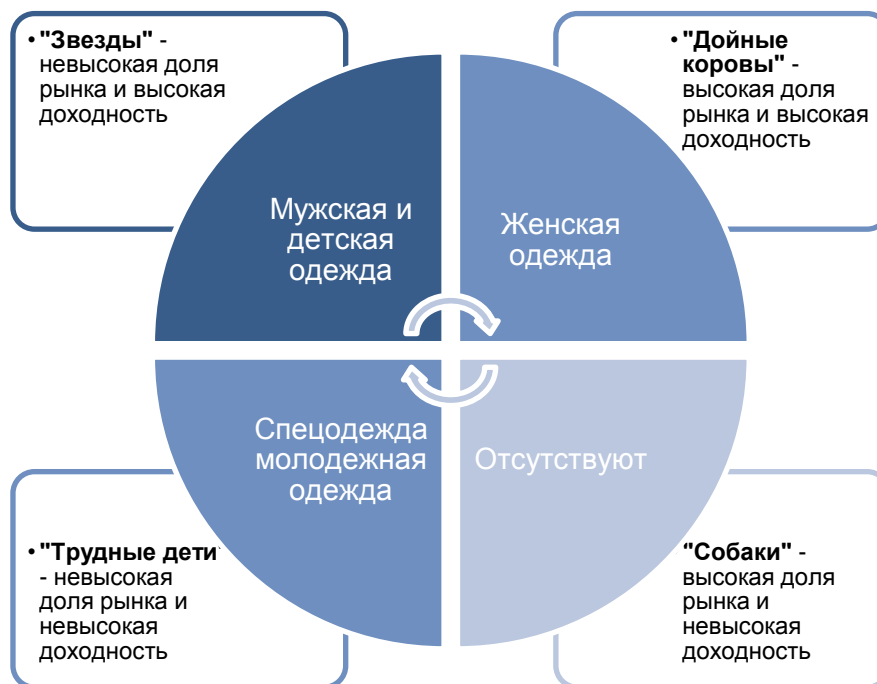 • "Звезды" -
невысокая доля
рынка и высокая
доходность
• "Дойные
коровы" -
высокая доля
рынка и высокая
доходность
Мужская и
детская
одежда
Женская
одежда
Спецодежда
молодежная
одежда
Отсутствуют
• "Трудные дети
- невысокая
доля рынка и
невысокая
доходность
"Собаки" -
высокая доля
рынка и
невысокая
доходность